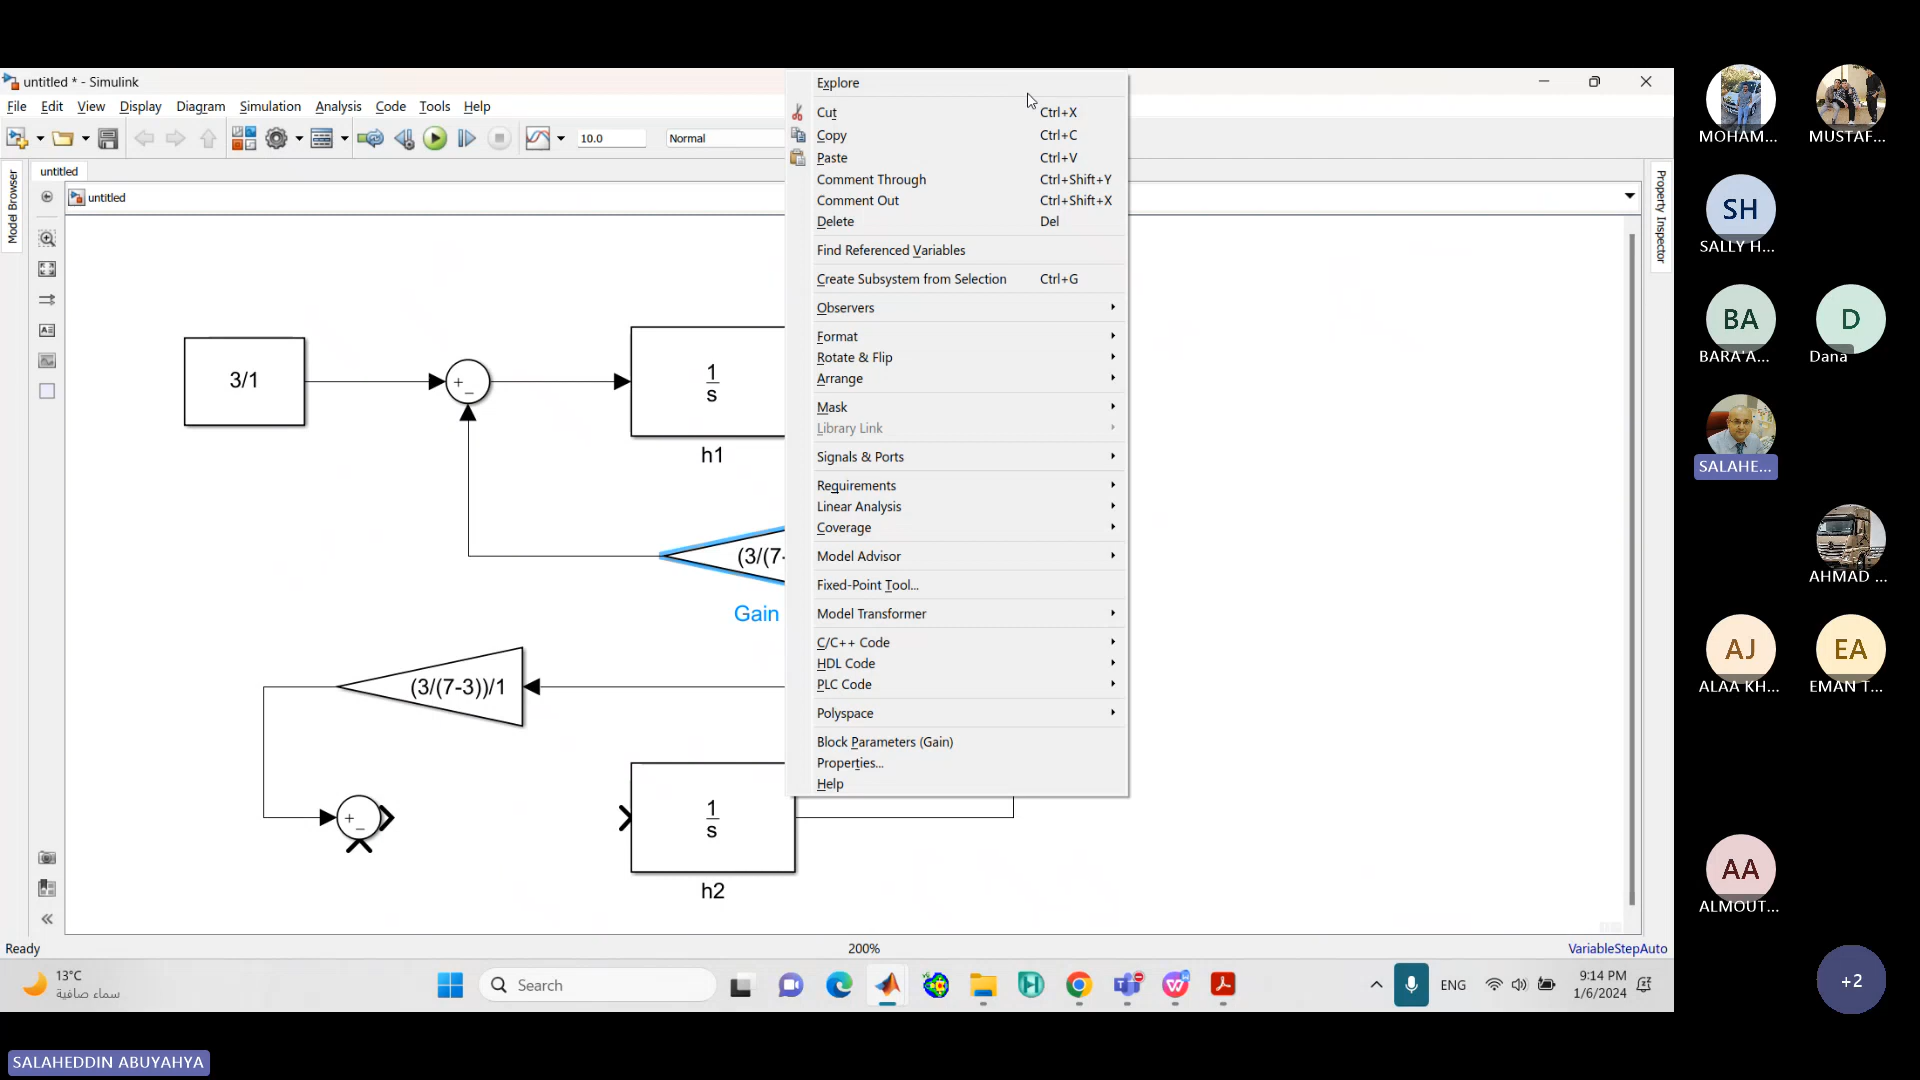 untitled * - Simulink
File Edit View Display Diagram Simulation Analysis Code Tools Help
10.0
Normal
untitled
untitled
Model Browser
Property Inspector
3/1
+
−
1
s
h1
(3/(7-
Gain
(3/(7-3))/1
+
−
1
s
h2
Explore
Cut Ctrl+X
Copy Ctrl+C
Paste Ctrl+V
Comment Through Ctrl+Shift+Y
Comment Out Ctrl+Shift+X
Delete Del
Find Referenced Variables
Create Subsystem from Selection Ctrl+G
Observers
Format
Rotate & Flip
Arrange
Mask
Library Link
Signals & Ports
Requirements
Linear Analysis
Coverage
Model Advisor
Fixed-Point Tool...
Model Transformer
C/C++ Code
HDL Code
PLC Code
Polyspace
Block Parameters (Gain)
Properties...
Help
Ready
200%
VariableStepAuto
13°C
سماء صافية
Search
ENG
9:14 PM
1/6/2024
MOHAM...
MUSTAF...
SH
SALLY H...
BA
BARA'A...
D
Dana
SALAHE...
AHMAD ...
AJ
ALAA KH...
EA
EMAN T...
AA
ALMOUT...
+2
SALAHEDDIN ABUYAHYA